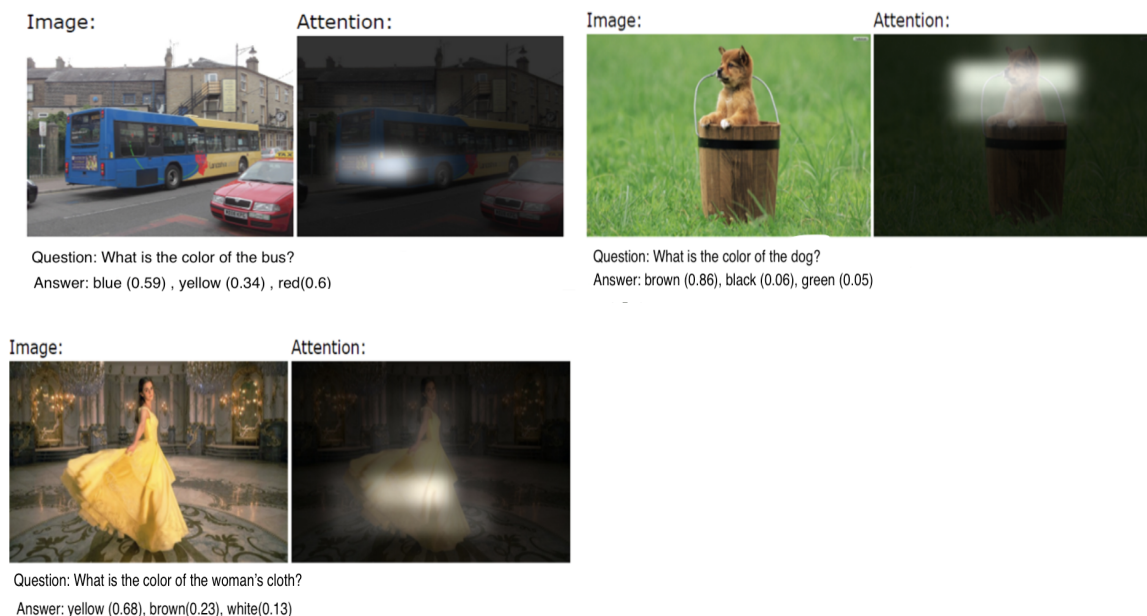 Image:
Attention:
Question: What is the color of the bus?
Answer: blue (0.59) , yellow (0.34) , red(0.6)
Image:
Attention:
Question: What is the color of the dog?
Answer: brown (0.86), black (0.06), green (0.05)
Image:
Attention:
Question: What is the color of the woman's cloth?
Answer: yellow (0.68), brown(0.23), white(0.13)